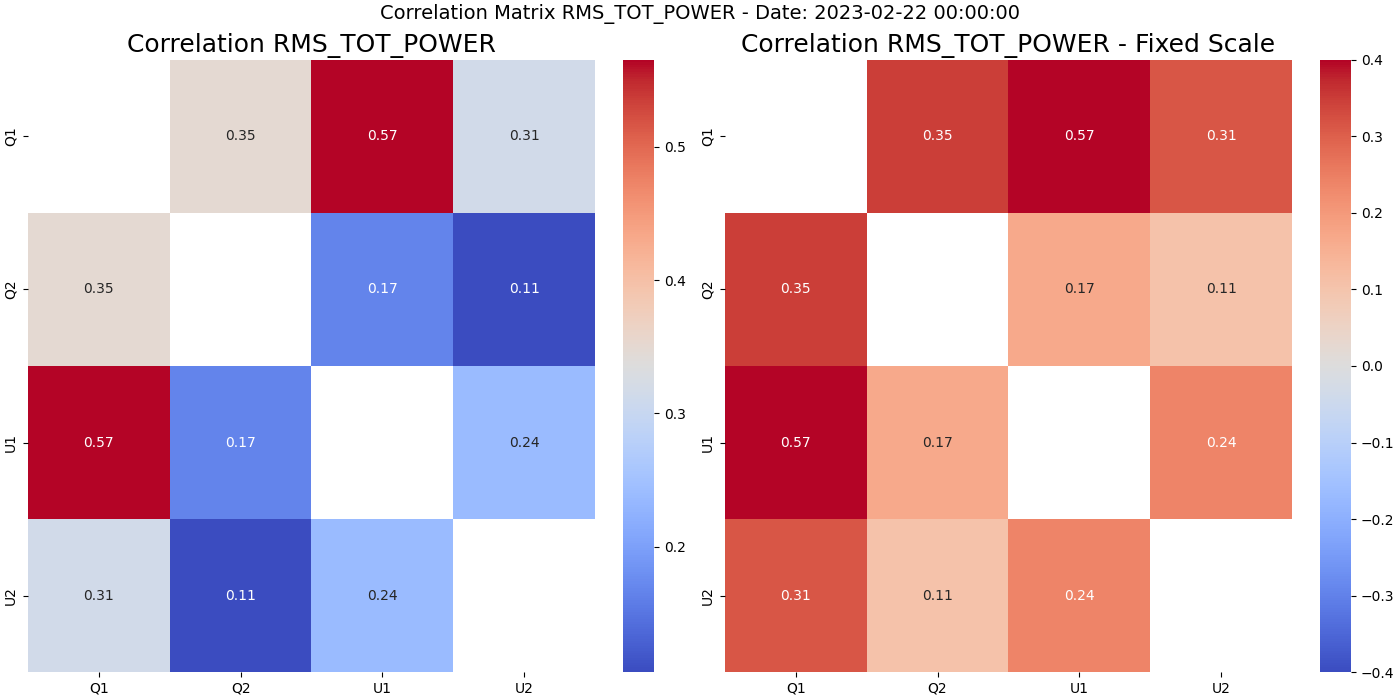 Correlation Matrix RMS_TOT_POWER - Date: 2023-02-22 00:00:00
Correlation RMS_TOT_POWER
Q1
0.35
0.57
0.31
Q2
0.35
0.17
0.11
U1
0.57
0.17
0.24
U2
0.31
0.11
0.24
Q1
Q2
U1
U2
0.5
0.4
0.3
0.2
Correlation RMS_TOT_POWER - Fixed Scale
Q1
0.35
0.57
0.31
Q2
0.35
0.17
0.11
U1
0.57
0.17
0.24
U2
0.31
0.11
0.24
Q1
Q2
U1
U2
0.4
0.3
0.2
0.1
0.0
−0.1
−0.2
−0.3
−0.4